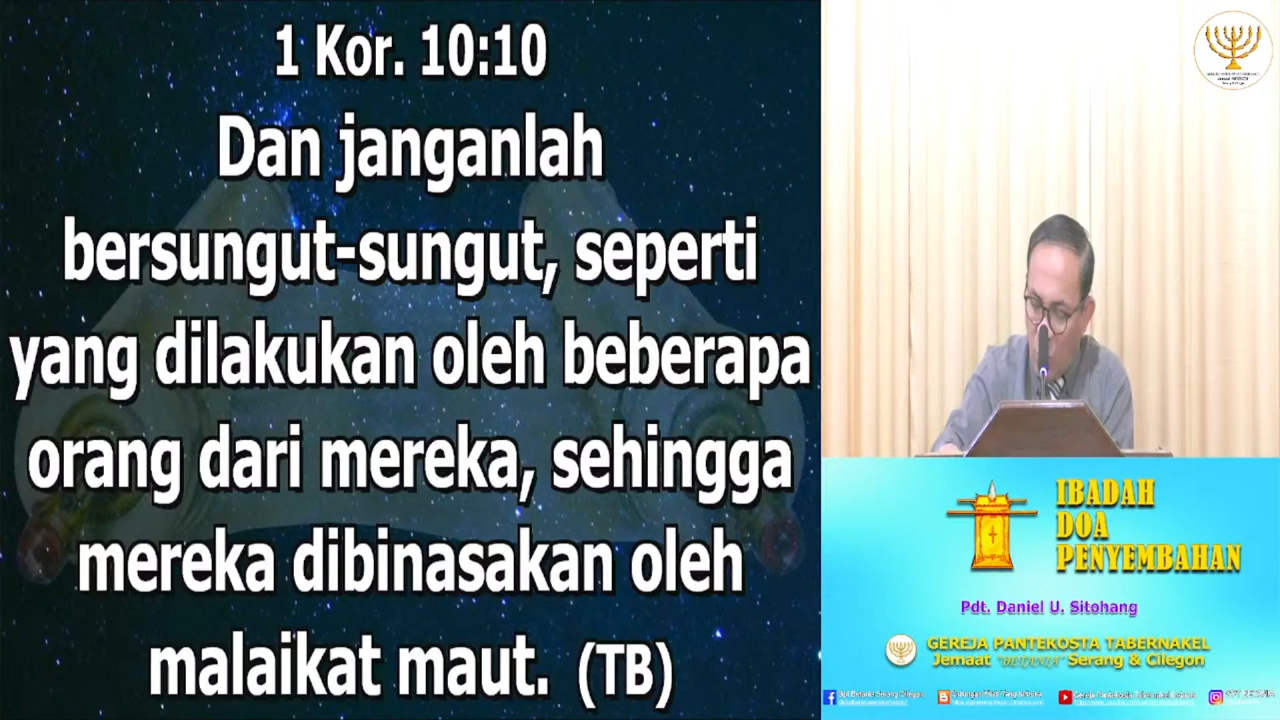 1 Kor. 10:10
Dan janganlah
bersungut-sungut, seperti
yang dilakukan oleh beberapa
orang dari mereka, sehingga
mereka dibinasakan oleh
malaikat maut. (TB)
IBADAH
DOA
PENYEMBAHAN
Pdt. Daniel U. Sitohang
GEREJA PANTEKOSTA TABERNAKEL
Jemaat "BETANIA" Serang & Cilegon